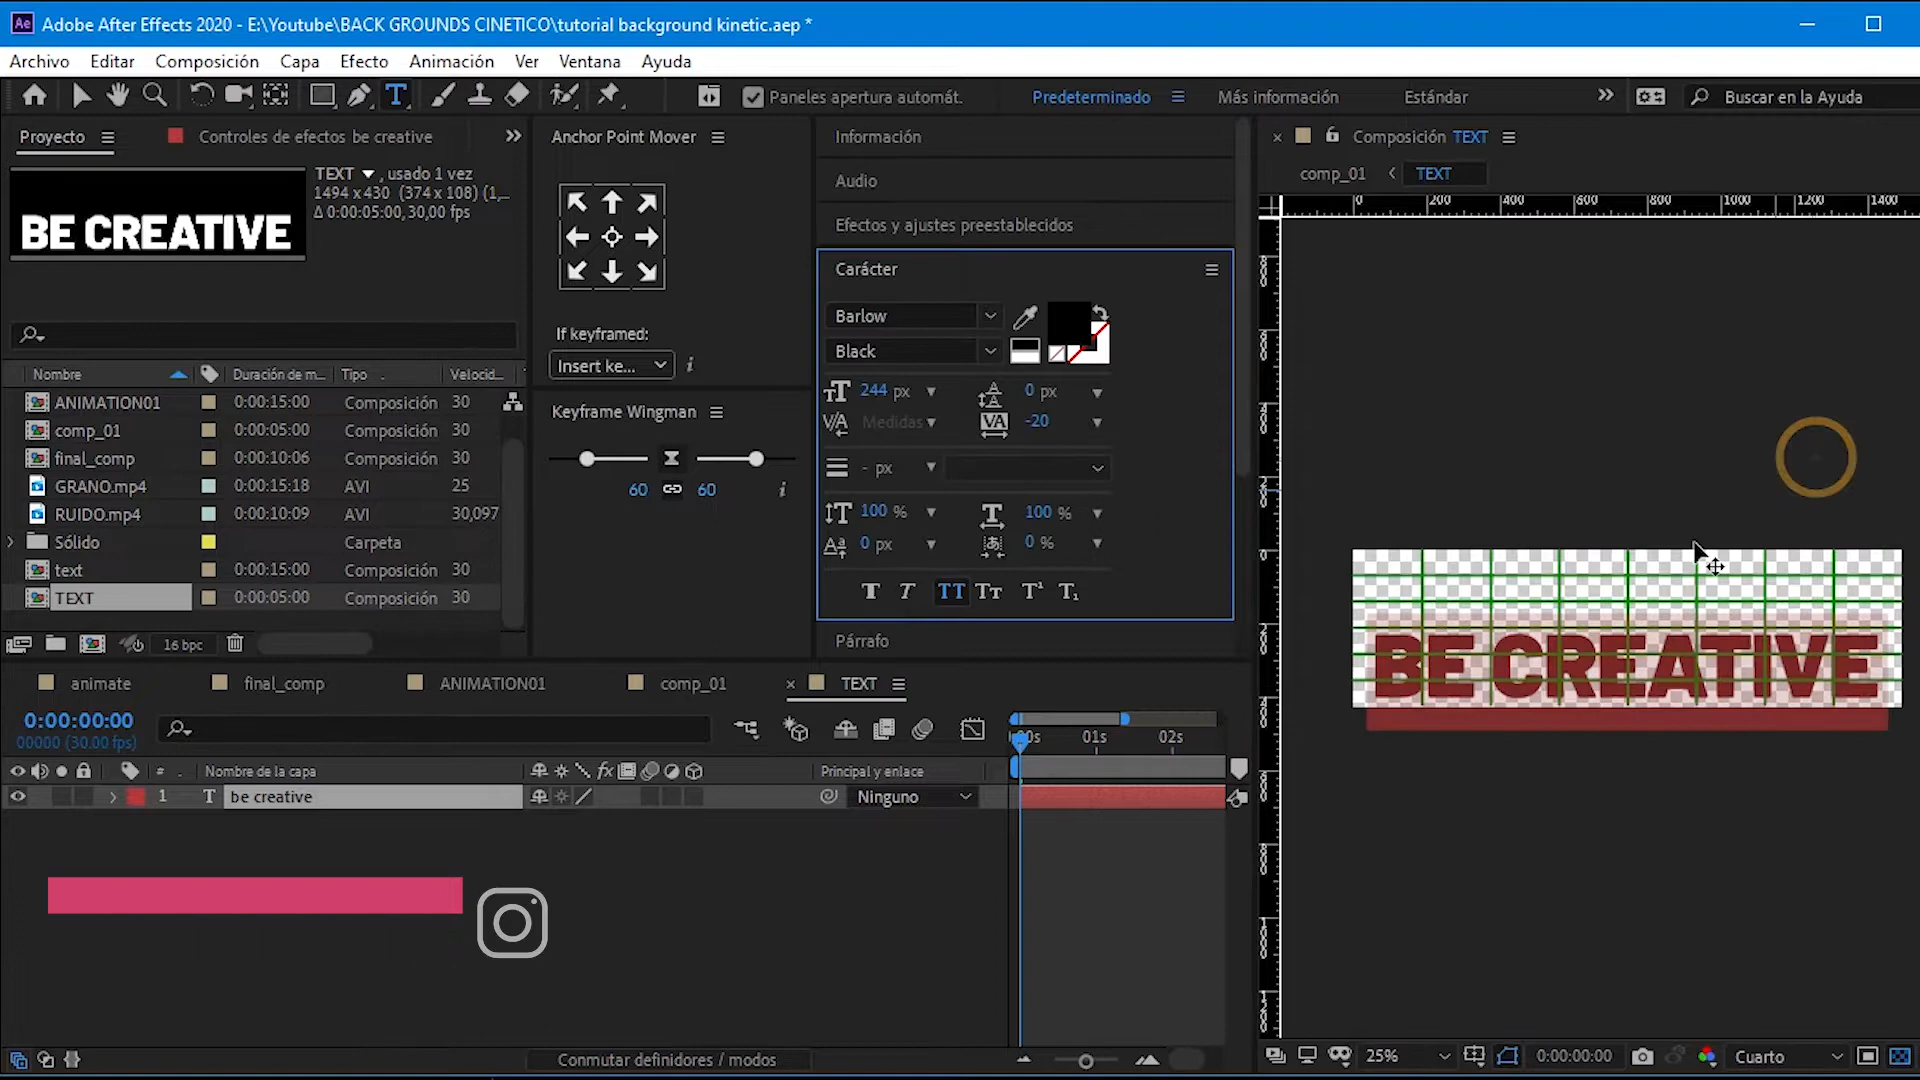 Ae Adobe After Effects 2020 - E:\Youtube\BACK GROUNDS CINETICO\tutorial background kinetic.aep *
Archivo Editar Composición Capa Efecto Animación Ver Ventana Ayuda
Paneles apertura automát. Predeterminado Más información Estándar Buscar en la Ayuda
Proyecto Controles de efectos be creative
TEXT , usado 1 vez
1494 x 430 (374 x 108) (1,...
Δ 0:00:05:00, 30,00 fps
BE CREATIVE
Nombre Duración de m... Tipo Velocid...
ANIMATION01 0:00:15:00 Composición 30
comp_01 0:00:05:00 Composición 30
final_comp 0:00:10:06 Composición 30
GRANO.mp4 0:00:15:18 AVI 25
RUIDO.mp4 0:00:10:09 AVI 30,097
Sólido Carpeta
text 0:00:15:00 Composición 30
TEXT 0:00:05:00 Composición 30
16 bpc
Anchor Point Mover
If keyframed:
Insert ke...
Keyframe Wingman
60 60
Información
Audio
Efectos y ajustes preestablecidos
Carácter
Barlow
Black
244 px 0 px
Medidas -20
- px
100 % 100 %
0 px 0 %
Párrafo
Composición TEXT
comp_01 TEXT
0 200 400 600 800 1000 1200 1400
BE CREATIVE
25% 0:00:00:00 Cuarto
animate final_comp ANIMATION01 comp_01 TEXT
0:00:00:00
00000 (30.00 fps)
01s 02s
# Nombre de la capa Principal y enlace
1 T be creative Ninguno
Conmutar definidores / modos